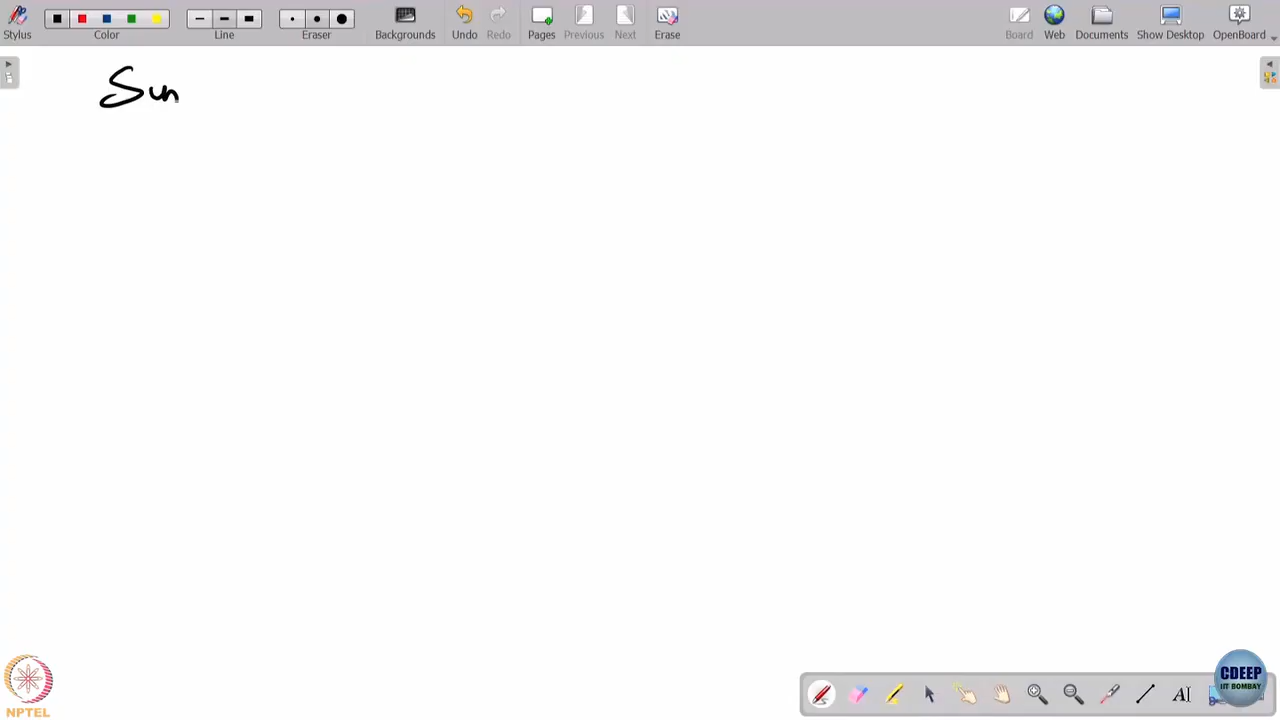 Stylus Color Line Eraser Backgrounds Undo Redo Pages Previous Next Erase Board Web Documents Show Desktop OpenBoard
Sun
AI
CDEEP
IIT BOMBAY
NPTEL